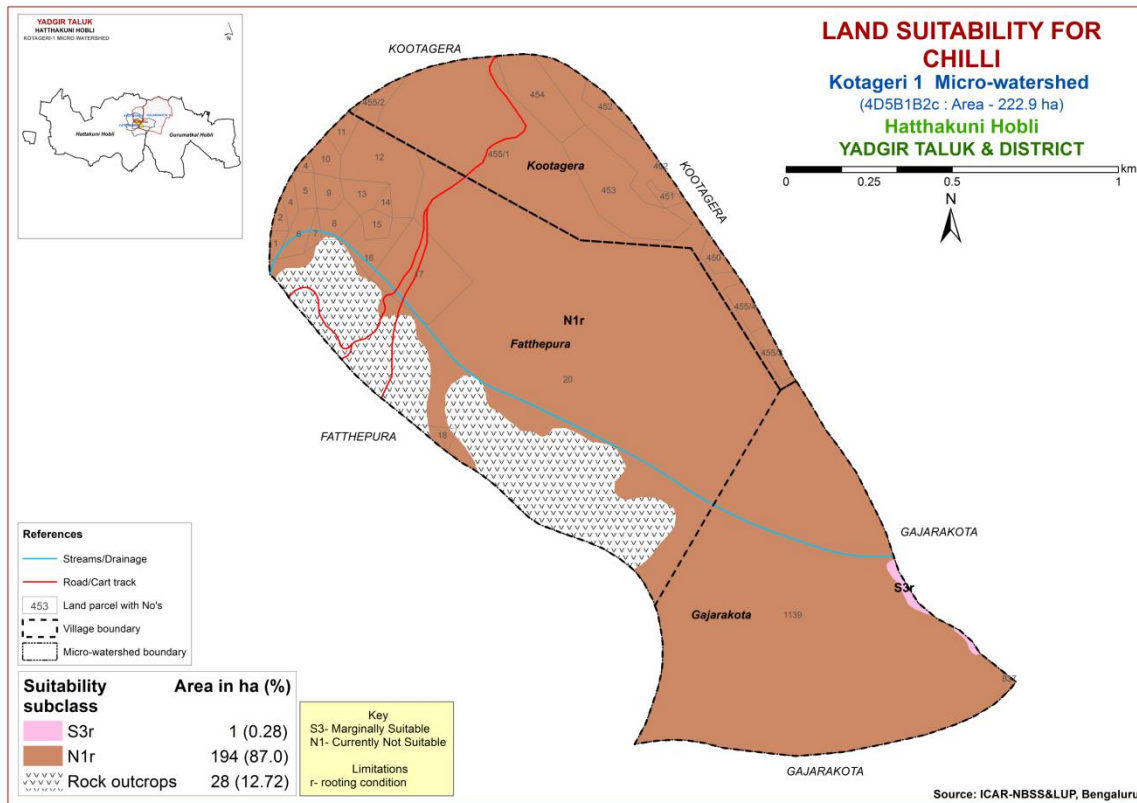 YADGIR TALUK
HATTHAKUNI HOBLI
KOTAGERI-1 MICRO WATERSHED
N
Hattakuni Hobli
Gurumatkal Hobli
LAND SUITABILITY FOR
CHILLI
Kotageri 1 Micro-watershed
(4D5B1B2c : Area - 222.9 ha)
Hatthakuni Hobli
YADGIR TALUK & DISTRICT
km
0 0.25 0.5 1
N
KOOTAGERA
455/2
454
452
11
12
455/1
10
Kootagera
4
452
KOOTAGERA
5
9
13
453
451
4
14
2
15
8
6
7
1
16
450
17
455/4
N1r
Fatthepura
455/3
20
18
FATTHEPURA
GAJARAKOTA
S3r
Gajarakota
1139
827
GAJARAKOTA
References
Streams/Drainage
Road/Cart track
453 Land parcel with No's
Village boundary
Micro-watershed boundary
Suitability Area in ha (%)
subclass
S3r 1 (0.28)
N1r 194 (87.0)
Rock outcrops 28 (12.72)
Key
S3- Marginally Suitable
N1- Currently Not Suitable
Limitations
r- rooting condition
Source: ICAR-NBSS&LUP, Bengaluru